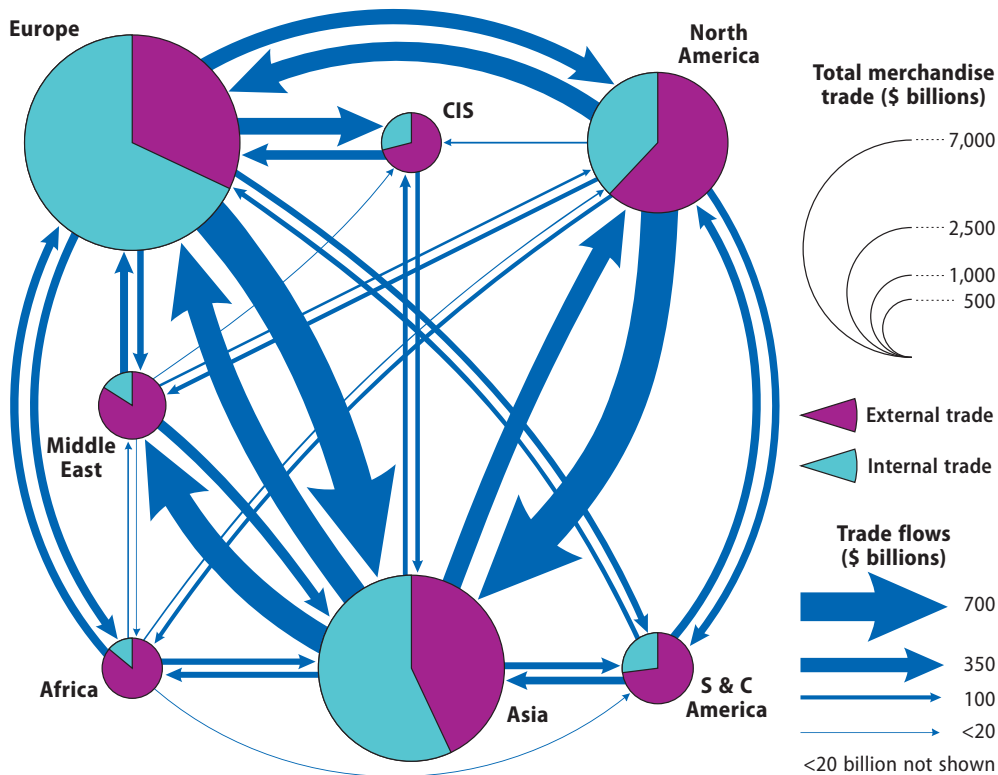 Europe
North
America
CIS
Middle
East
Africa
Asia
S & C
America
Total merchandise
trade ($ billions)
7,000
2,500
1,000
500
External trade
Internal trade
Trade flows
($ billions)
700
350
100
<20
<20 billion not shown